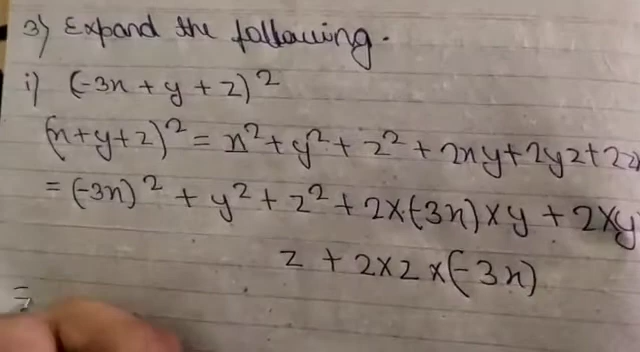 3) Expand the following.
i) (-3x + y + z)²
(x+y+z)² = x² + y² + z² + 2xy + 2yz + 2z
= (-3x)² + y² + z² + 2×(-3x)×y + 2×y
z + 2×z×(-3x)
=